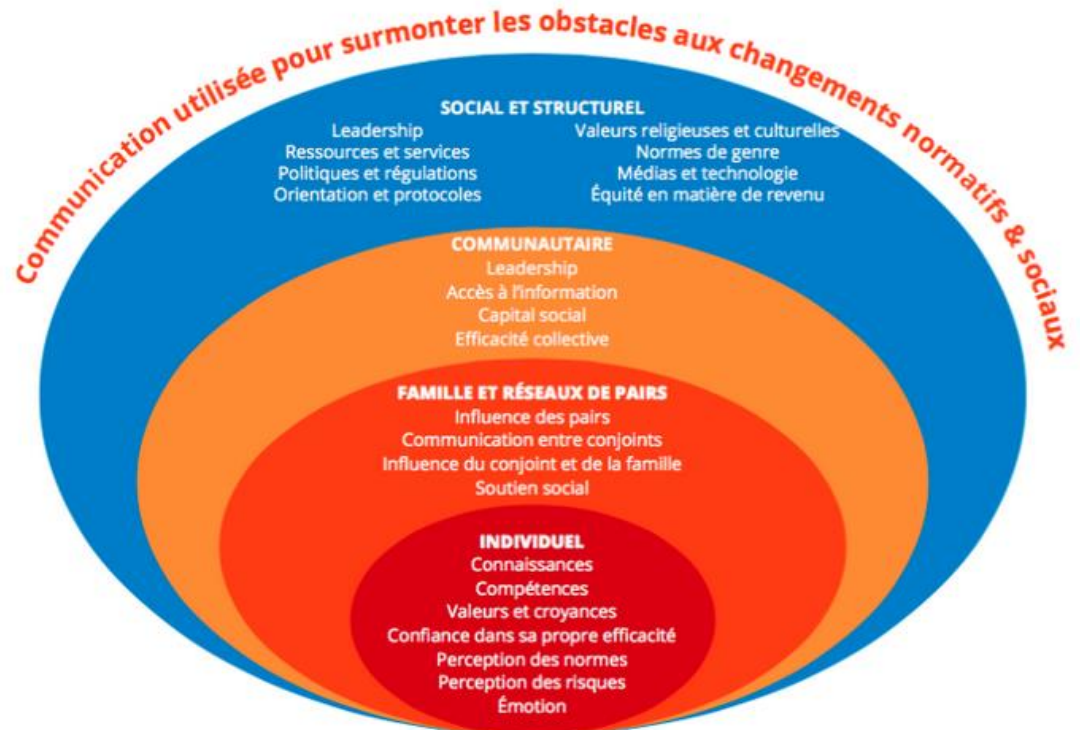 Communication utilisée pour surmonter les obstacles aux changements normatifs & sociaux
SOCIAL ET STRUCTUREL
Leadership
Ressources et services
Politiques et régulations
Orientation et protocoles
Valeurs religieuses et culturelles
Normes de genre
Médias et technologie
Équité en matière de revenu
COMMUNAUTAIRE
Leadership
Accès à l'information
Capital social
Efficacité collective
FAMILLE ET RÉSEAUX DE PAIRS
Influence des pairs
Communication entre conjoints
Influence du conjoint et de la famille
Soutien social
INDIVIDUEL
Connaissances
Compétences
Valeurs et croyances
Confiance dans sa propre efficacité
Perception des normes
Perception des risques
Émotion